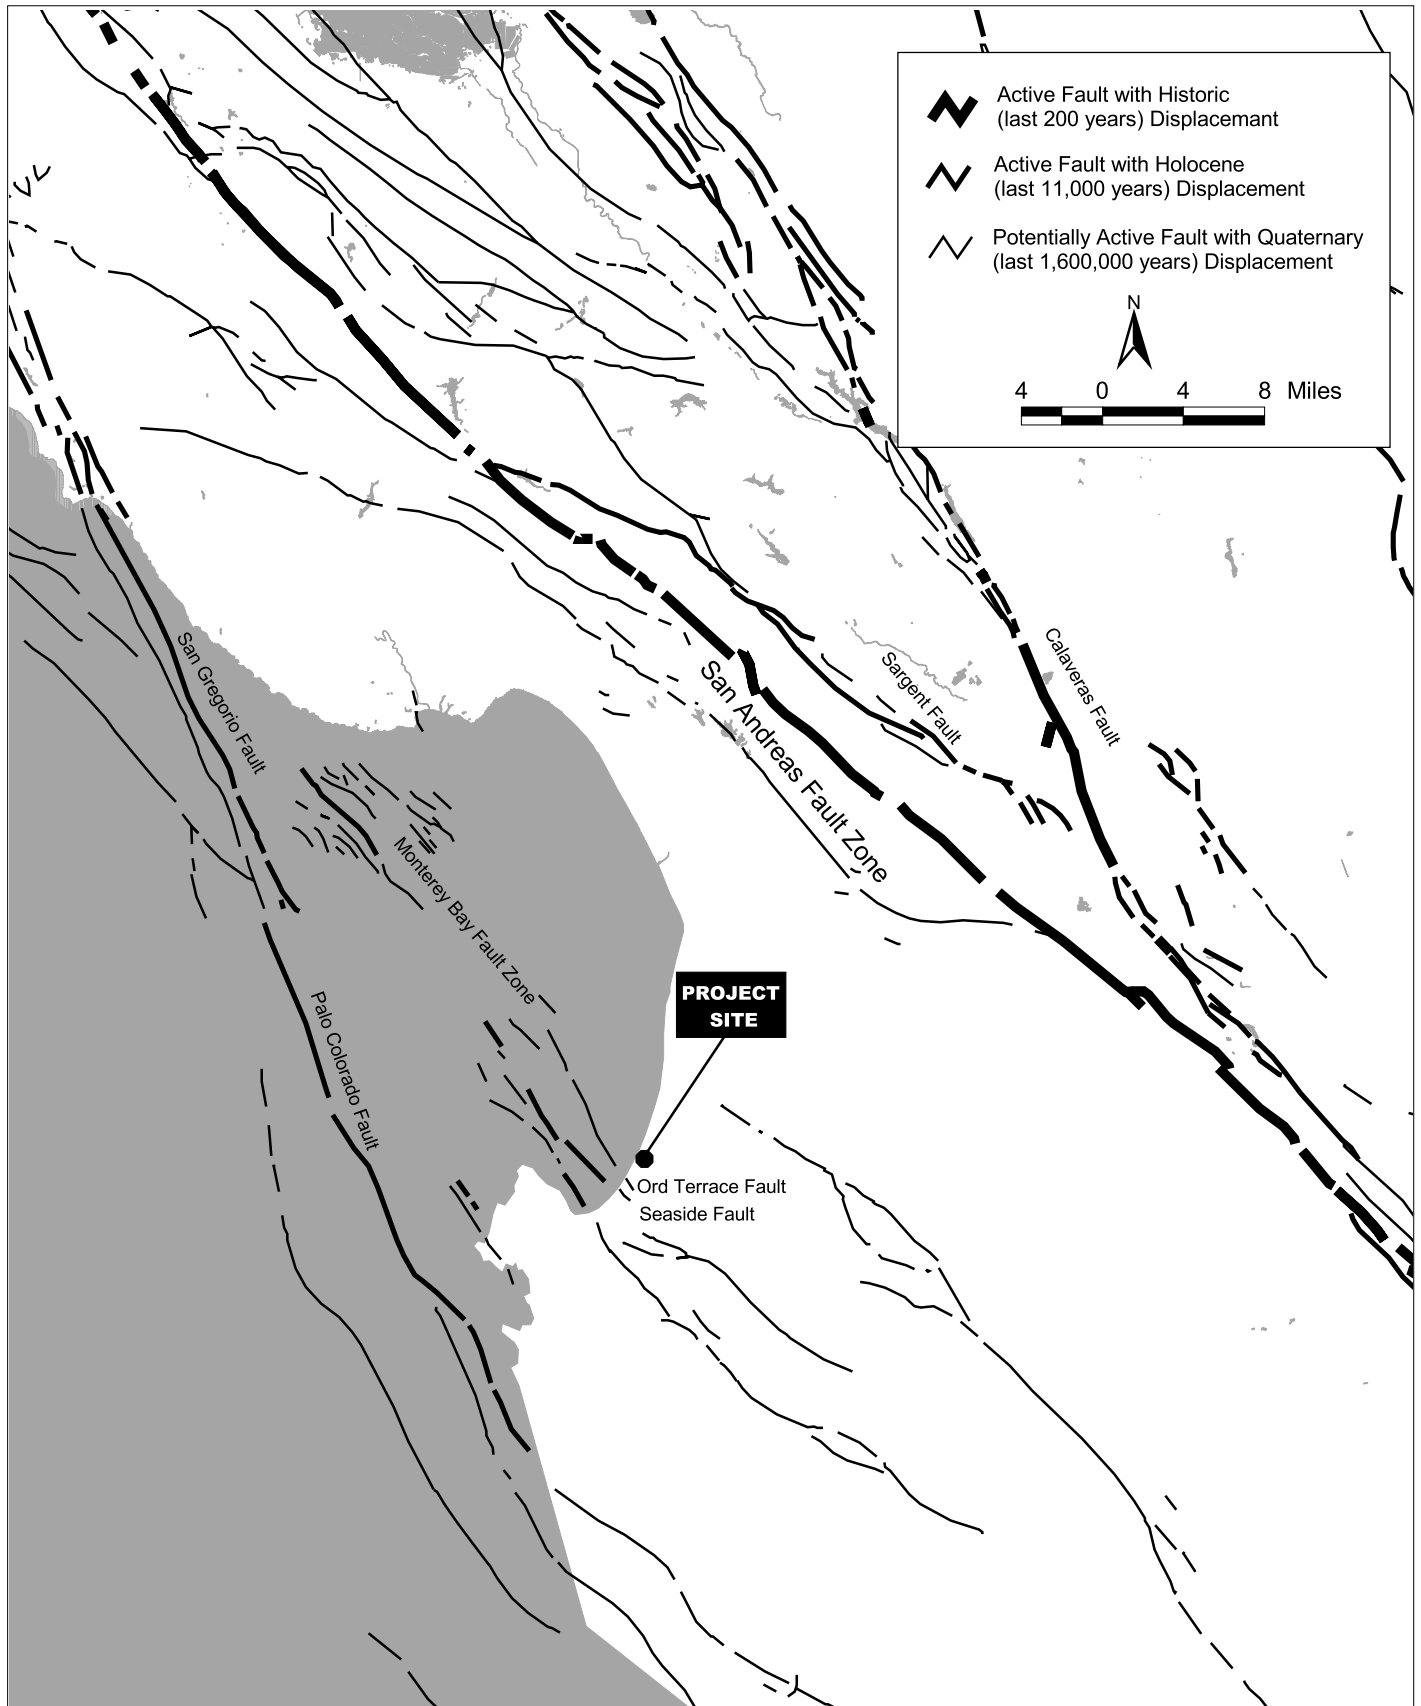 Active Fault with Historic
(last 200 years) Displacemant
Active Fault with Holocene
(last 11,000 years) Displacement
Potentially Active Fault with Quaternary
(last 1,600,000 years) Displacement
N
4 0 4 8 Miles
San Gregorio Fault
San Andreas Fault Zone
Sargent Fault
Calaveras Fault
Monterey Bay Fault Zone
Palo Colorado Fault
PROJECT
SITE
Ord Terrace Fault
Seaside Fault